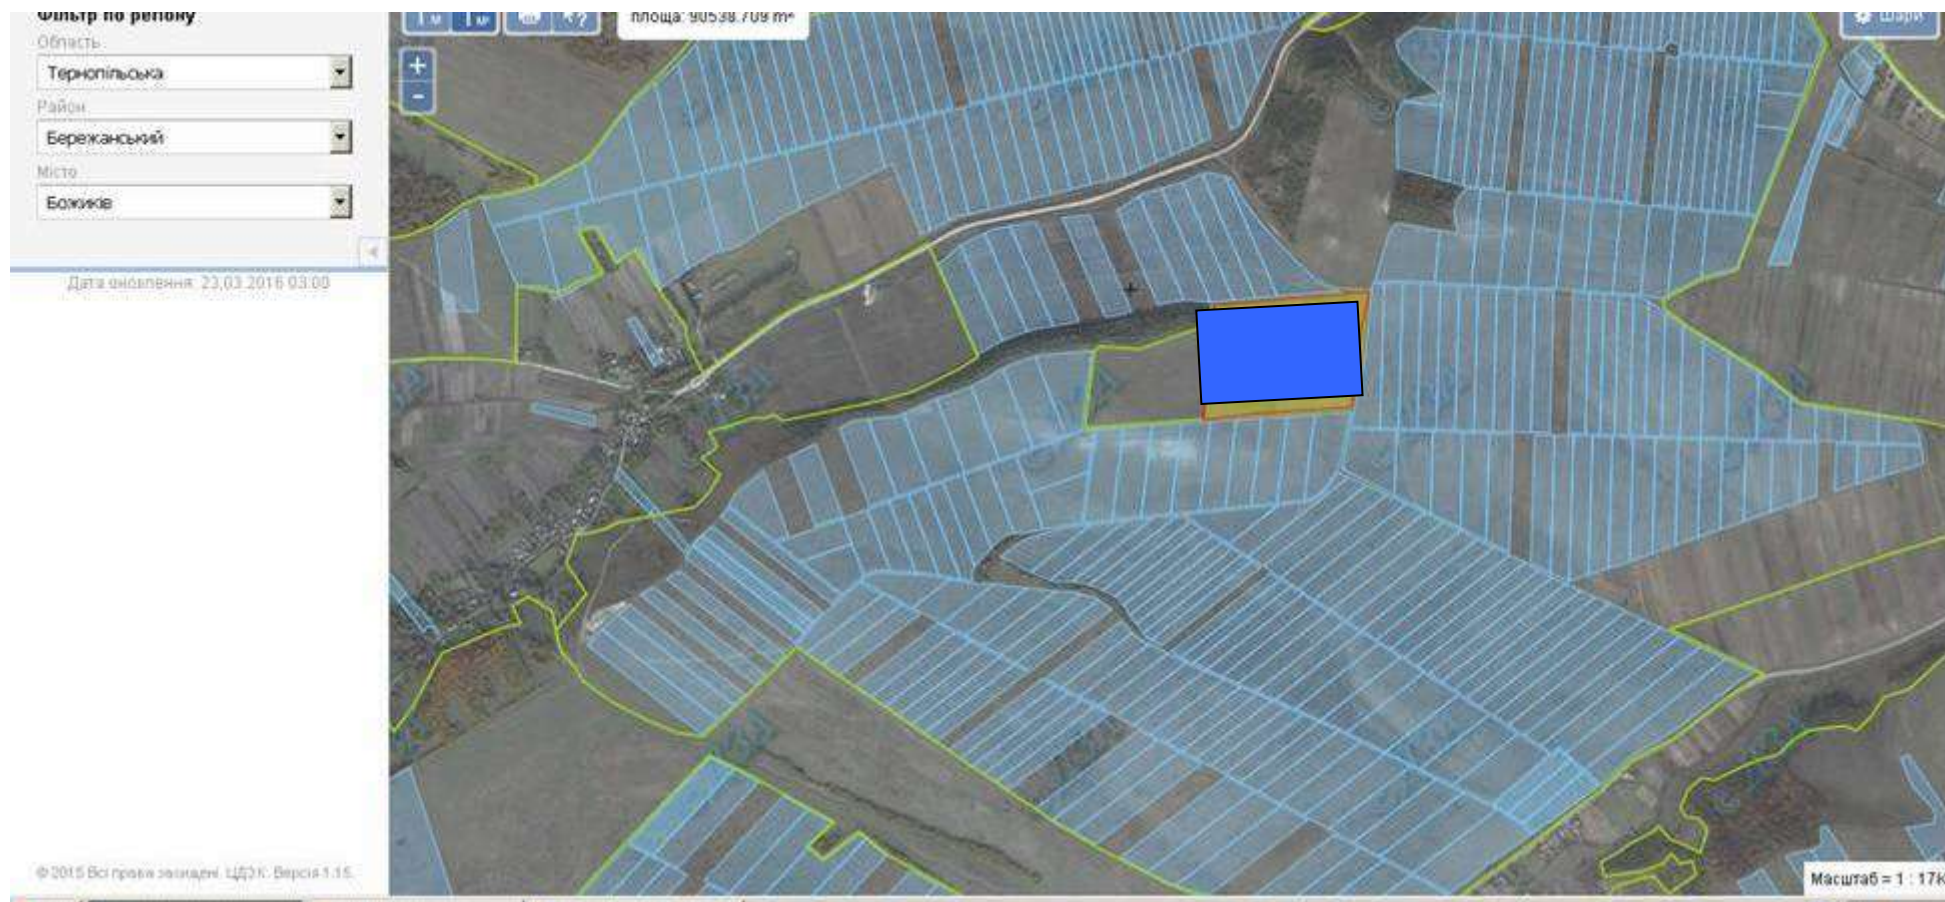 Фільтр по регіону
Область
Тернопільська
Район
Бережанський
Місто
Божиків
Дата оновлення: 23.03.2016 03:00
© 2015 Всі права захищені. ЦДЗК. Версія 1.15.
площа: 90538.709 m²
+
-
Шари
Масштаб = 1 : 17K